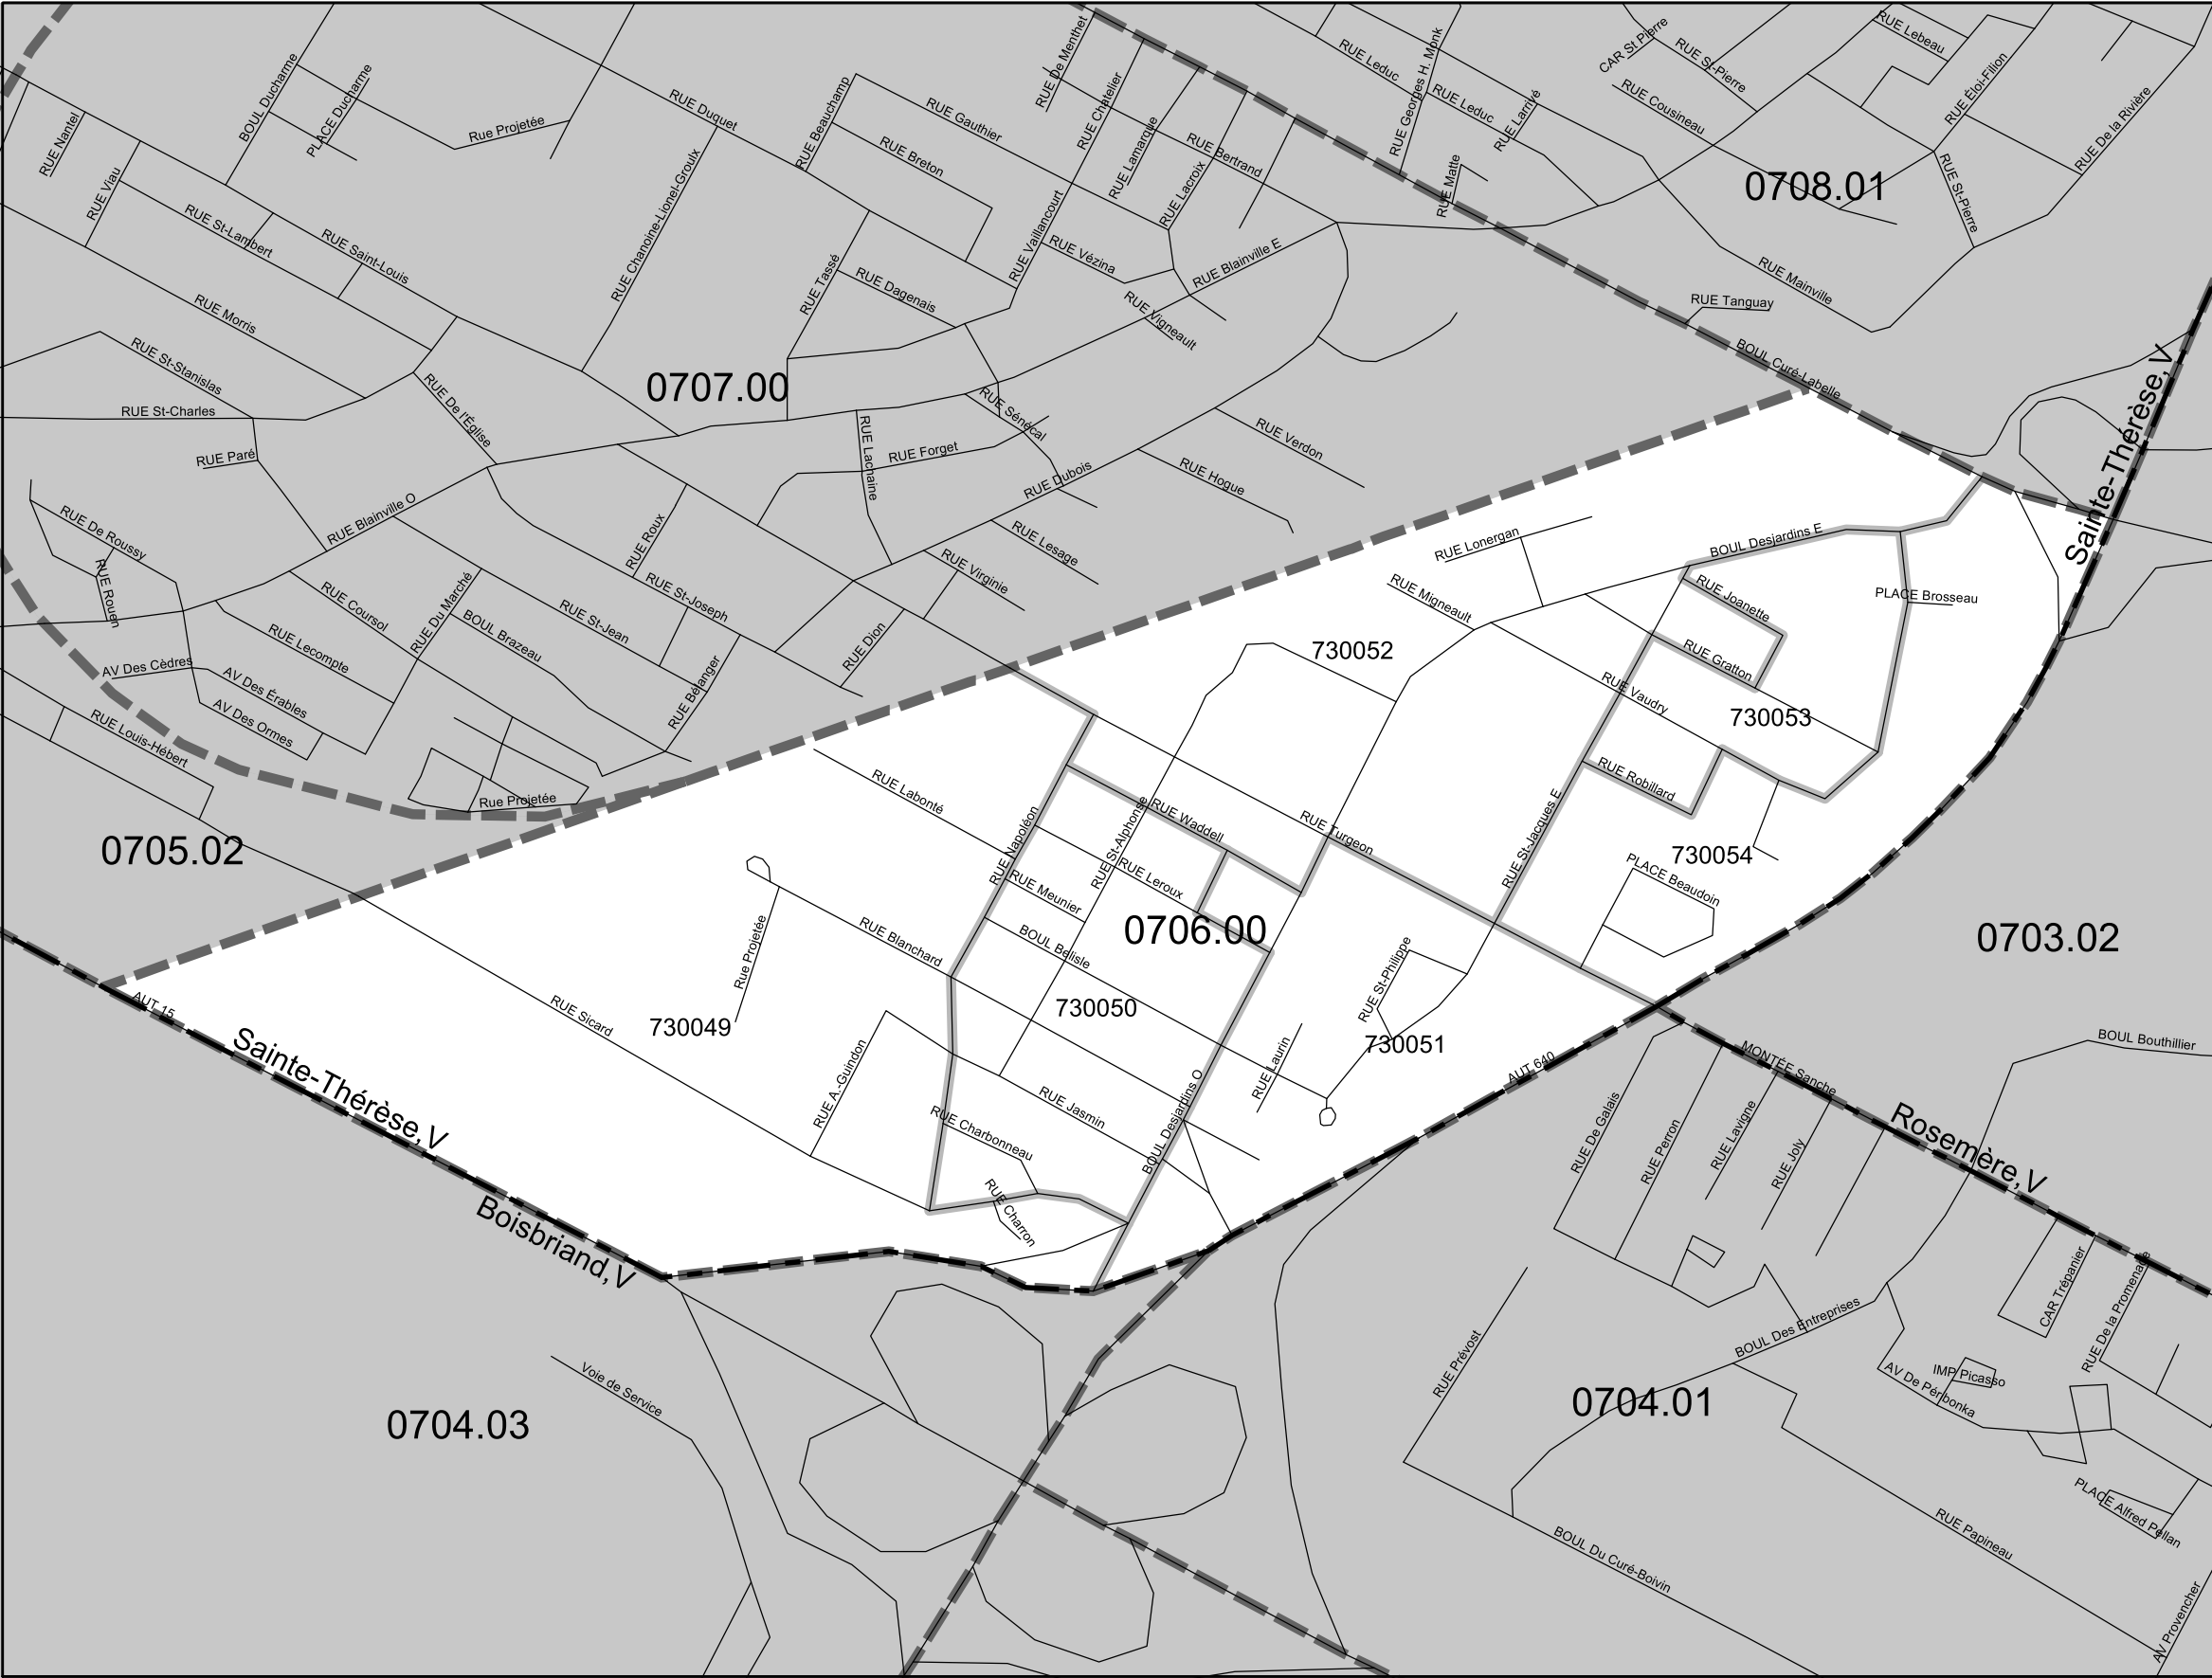 RUE De Menthet
RUE Leduc
RUE Georges H. Monk
CAR St Pierre
RUE St-Pierre
RUE Lebeau
BOUL Ducharme
PLACE Ducharme
Rue Projetée
RUE Duquet
RUE Beauchamp
RUE Gauthier
RUE Chatelier
RUE Leduc
RUE Larrivé
RUE Cousineau
RUE Éloi-Filion
RUE De la Rivière
RUE Nantel
RUE Viau
RUE Breton
RUE Lamarque
RUE Bertrand
RUE Lacroix
RUE Matte
0708.01
RUE St-Pierre
RUE St-Lambert
RUE Saint-Louis
RUE Chanoine-Lionel-Groulx
RUE Tassé
RUE Vaillancourt
RUE Vézina
RUE Blainville E
RUE Dagenais
RUE Vigneault
RUE Mainville
RUE Tanguay
RUE Morris
RUE St-Stanislas
RUE St-Charles
RUE De l'Église
0707.00
BOUL Curé-Labelle
Sainte-Thérèse,V
RUE Sénécal
RUE Paré
RUE Lachaine
RUE Forget
RUE Verdon
RUE Dubois
RUE Hogue
RUE De Roussy
RUE Blainville O
RUE Roux
RUE Lesage
RUE Virginie
RUE Lonergan
BOUL Desjardins E
RUE Rouen
RUE Coursol
RUE Du Marché
RUE St-Joseph
RUE Migneault
RUE Joanette
PLACE Brosseau
RUE St-Jean
BOUL Brazeau
RUE Lecompte
RUE Dion
730052
RUE Gratton
AV Des Cèdres
AV Des Érables
AV Des Ormes
RUE Bélanger
RUE Vaudry
730053
RUE Louis-Hébert
Rue Projetée
RUE Labonté
RUE Napoléon
RUE St-Alphonse
RUE Waddell
RUE Turgeon
RUE Robillard
RUE St-Jacques E
0705.02
730054
PLACE Beaudoin
RUE Meunier
RUE Leroux
0706.00
0703.02
RUE Blanchard
Rue Projetée
BOUL Belisle
RUE St-Philippe
AUT 15
RUE Sicard
730049
730050
730051
Sainte-Thérèse,V
RUE A.-Guindon
RUE Jasmin
RUE Laurin
AUT 640
MONTÉE Sanche
BOUL Bouthillier
RUE Charbonneau
BOUL Desjardins O
RUE De Galais
RUE Perron
RUE Lavigne
RUE Joly
Rosemère,V
Boisbriand,V
RUE Charron
CAR Trépanier
RUE De la Promenade
Voie de Service
RUE Prévost
BOUL Des Entreprises
IMP Picasso
AV De Péribonka
0704.03
0704.01
PLACE Alfred Pellan
RUE Papineau
BOUL Du Curé-Boivin
AV Provencher